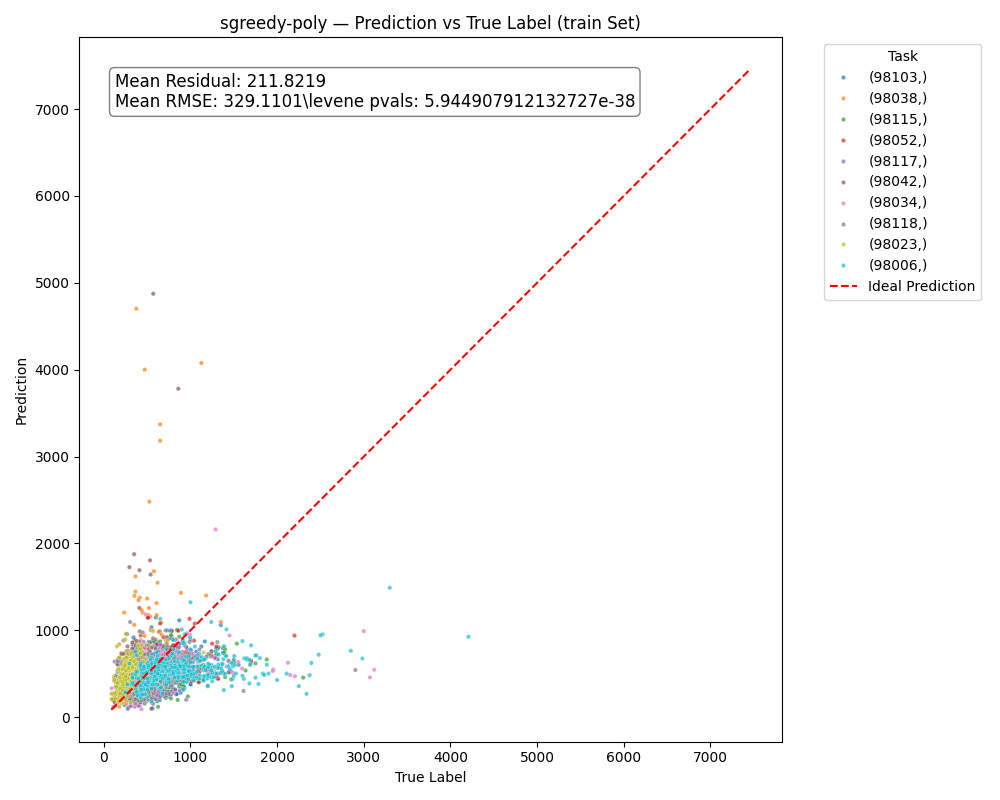 sgreedy-poly — Prediction vs True Label (train Set)
Mean Residual: 211.8219
Mean RMSE: 329.1101\levene pvals: 5.944907912132727e-38
Task
(98103,)
(98038,)
(98115,)
(98052,)
(98117,)
(98042,)
(98034,)
(98118,)
(98023,)
(98006,)
Ideal Prediction
Prediction
7000
6000
5000
4000
3000
2000
1000
0
0 1000 2000 3000 4000 5000 6000 7000
True Label